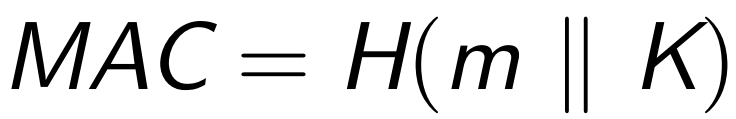 MAC = H(m ∥ K)